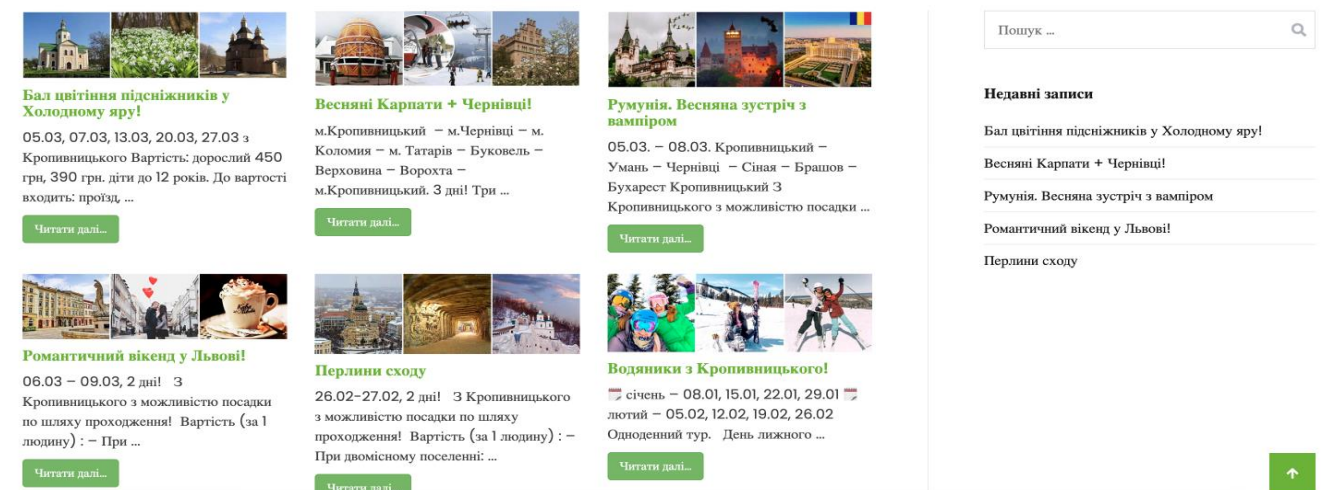 Бал цвітіння підсніжників у
Холодному яру!
05.03, 07.03, 13.03, 20.03, 27.03 з
Кропивницького Вартість: дорослий 450
грн, 390 грн. діти до 12 років. До вартості
входить: проїзд, ...
Читати далі...
Весняні Карпати + Чернівці!
м.Кропивницький – м.Чернівці – м.
Коломия – м. Татарів – Буковель –
Верховина – Ворохта –
м.Кропивницький. 3 дні! Три ...
Читати далі...
Румунія. Весняна зустріч з
вампіром
05.03. – 08.03. Кропивницький –
Умань – Чернівці – Сіная – Брашов –
Бухарест Кропивницький З
Кропивницького з можливістю посадки ...
Читати далі...
Романтичний вікенд у Львові!
06.03 – 09.03, 2 дні! З
Кропивницького з можливістю посадки
по шляху проходження! Вартість (за 1
людину) : – При ...
Читати далі...
Перлини сходу
26.02-27.02, 2 дні! З Кропивницького
з можливістю посадки по шляху
проходження! Вартість (за 1 людину) : –
При двомісному поселенні: ...
Читати далі...
Водяники з Кропивницького!
січень – 08.01, 15.01, 22.01, 29.01
лютий – 05.02, 12.02, 19.02, 26.02
Одноденний тур. День лижного ...
Читати далі...
Пошук ...
Недавні записи
Бал цвітіння підсніжників у Холодному яру!
Весняні Карпати + Чернівці!
Румунія. Весняна зустріч з вампіром
Романтичний вікенд у Львові!
Перлини сходу